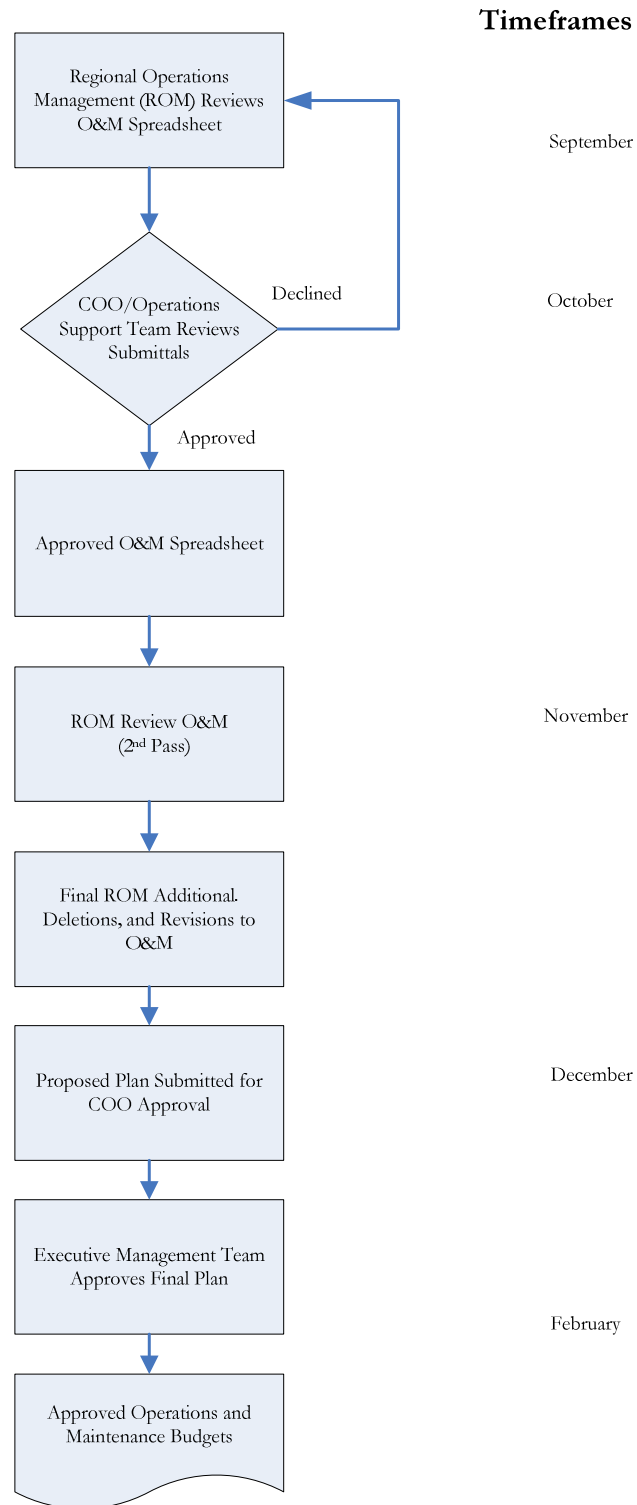 Timeframes
Regional Operations
Management (ROM) Reviews
O&M Spreadsheet
September
COO/Operations
Support Team Reviews
Submittals
Declined
October
Approved
Approved O&M Spreadsheet
ROM Review O&M
(2nd Pass)
November
Final ROM Additional.
Deletions, and Revisions to
O&M
Proposed Plan Submitted for
COO Approval
December
Executive Management Team
Approves Final Plan
February
Approved Operations and
Maintenance Budgets